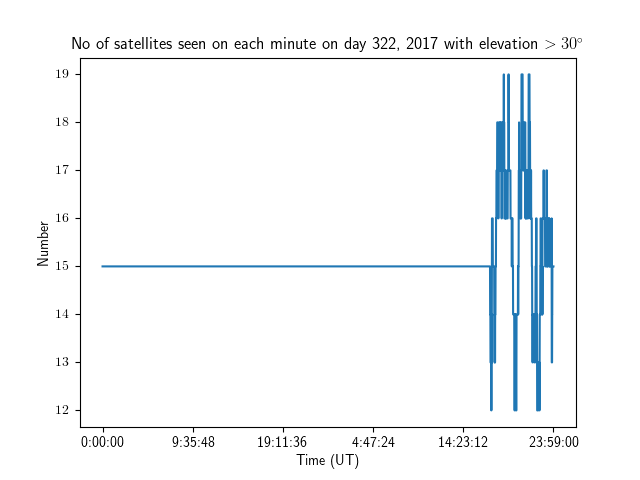 No of satellites seen on each minute on day 322, 2017 with elevation > 30°
19
18
17
16
15
14
13
12
Number
0:00:00 9:35:48 19:11:36 4:47:24 14:23:12 23:59:00
Time (UT)